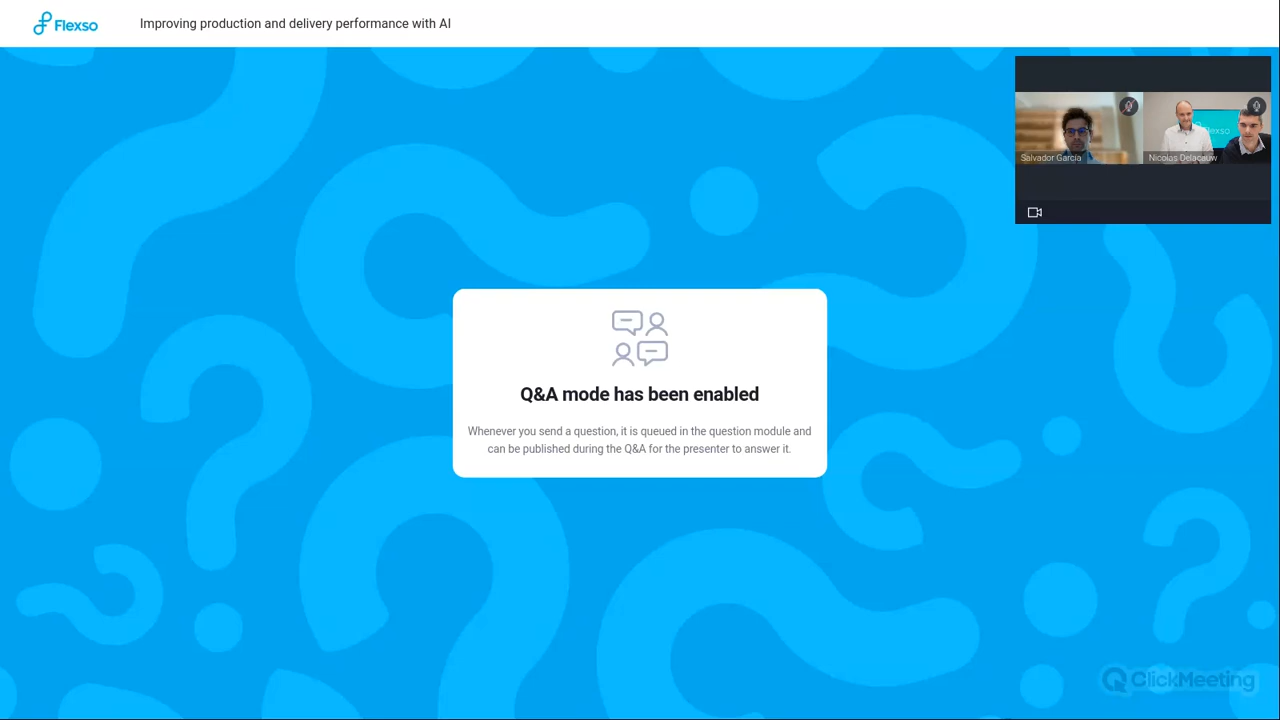 Flexso
Improving production and delivery performance with AI
Salvador García
Nicolas Delacauw
Flexso
Q&A mode has been enabled
Whenever you send a question, it is queued in the question module and
can be published during the Q&A for the presenter to answer it.
ClickMeeting